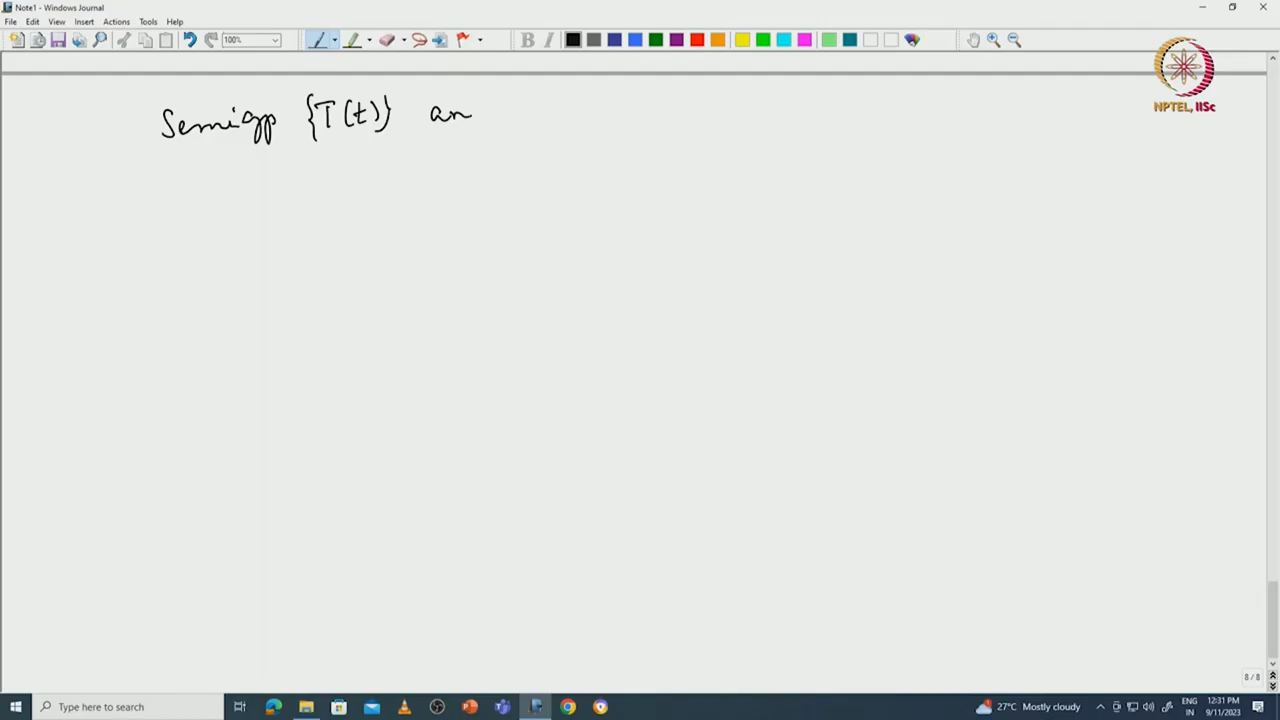 Note1 - Windows Journal
File Edit View Insert Actions Tools Help
100%
B I
NPTEL, IISc
Semigp {T(t)} an
8 / 8
Type here to search
27°C Mostly cloudy
ENG
IN
12:31 PM
9/11/2023